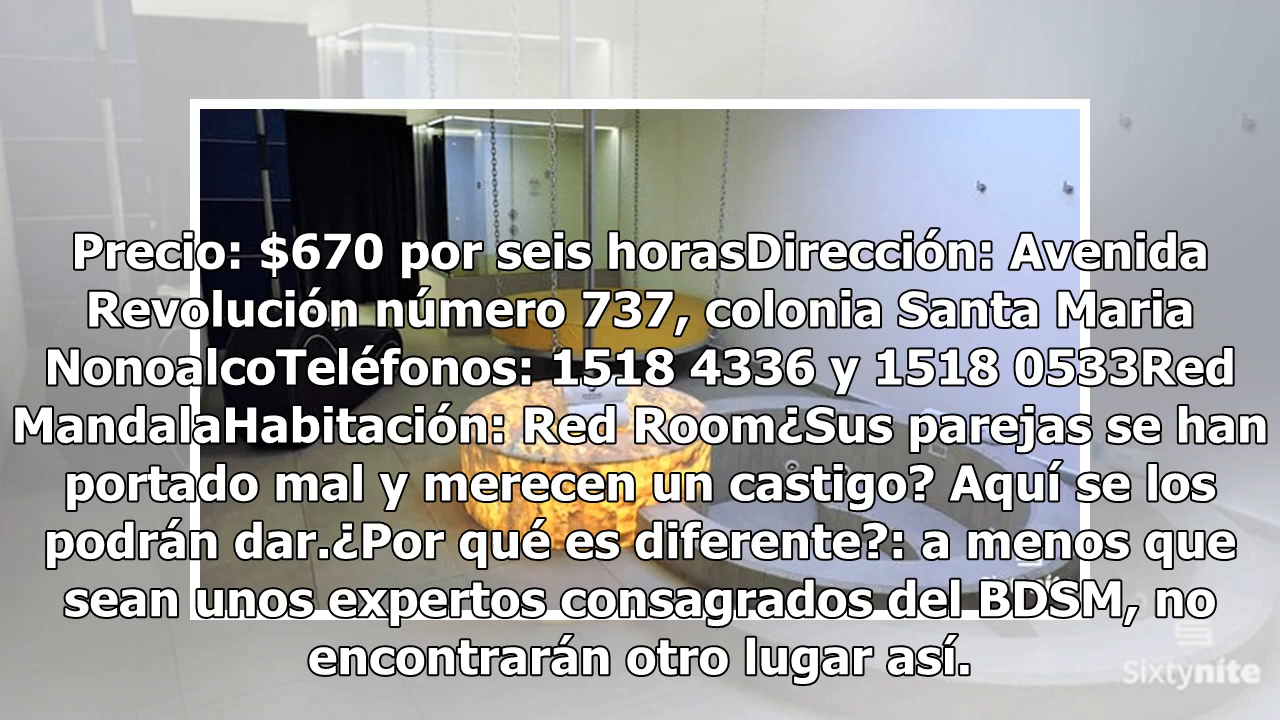 Precio: $670 por seis horasDirección: Avenida
Revolución número 737, colonia Santa Maria
NonoalcoTeléfonos: 1518 4336 y 1518 0533Red
MandalaHabitación: Red Room¿Sus parejas se han
portado mal y merecen un castigo? Aquí se los
podrán dar.¿Por qué es diferente?: a menos que
sean unos expertos consagrados del BDSM, no
encontrarán otro lugar así.
Sixtynite